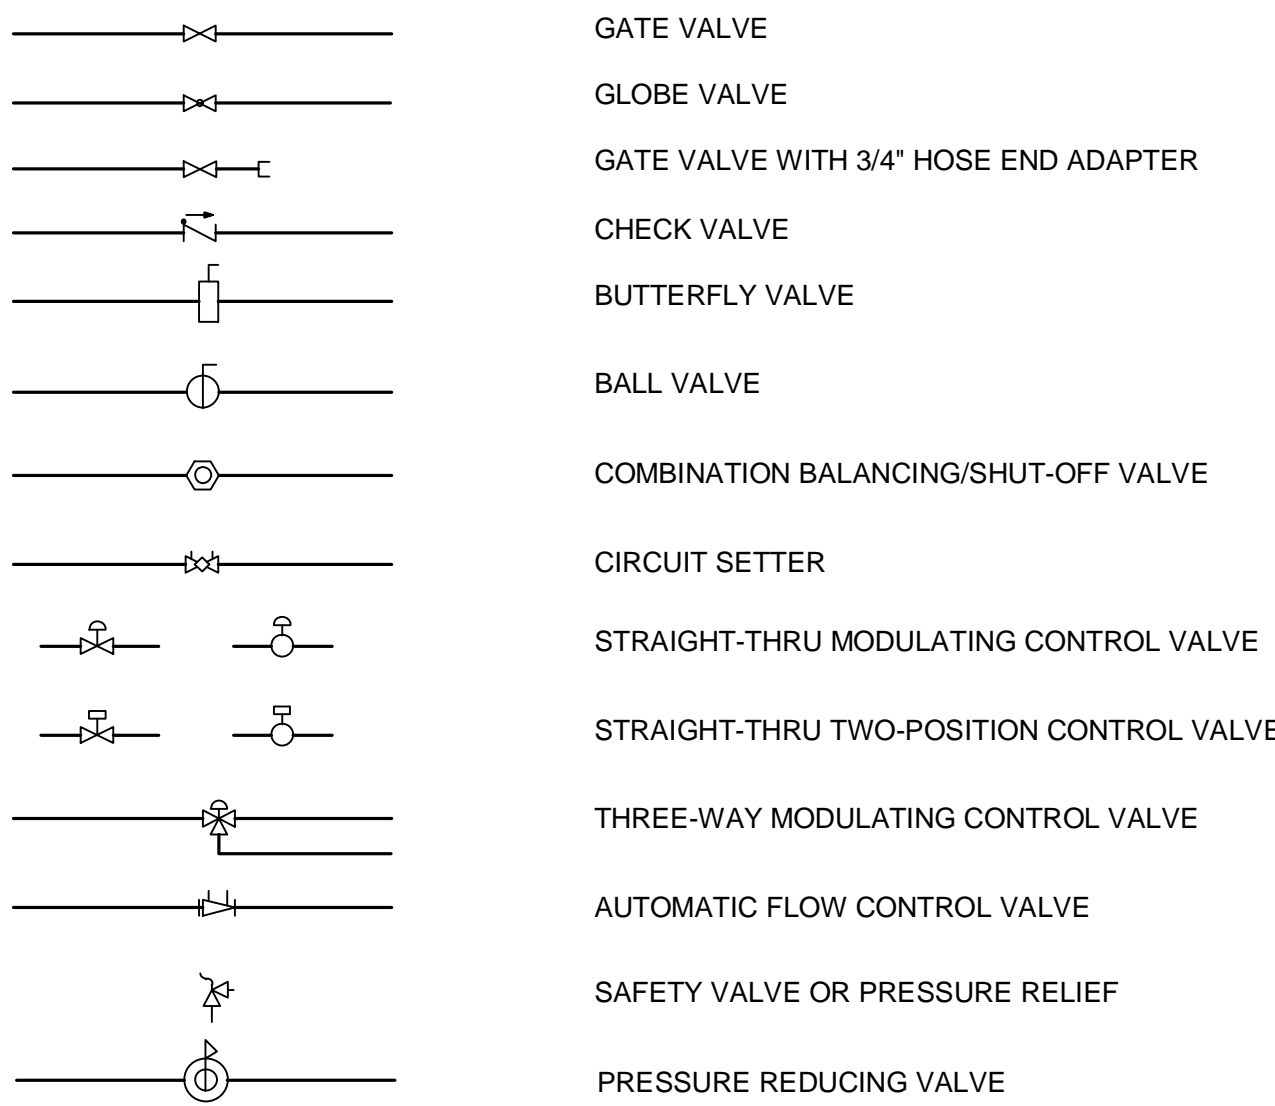 GATE VALVE
GLOBE VALVE
GATE VALVE WITH 3/4" HOSE END ADAPTER
CHECK VALVE
BUTTERFLY VALVE
BALL VALVE
COMBINATION BALANCING/SHUT-OFF VALVE
CIRCUIT SETTER
STRAIGHT-THRU MODULATING CONTROL VALVE
STRAIGHT-THRU TWO-POSITION CONTROL VALVE
THREE-WAY MODULATING CONTROL VALVE
AUTOMATIC FLOW CONTROL VALVE
SAFETY VALVE OR PRESSURE RELIEF
PRESSURE REDUCING VALVE